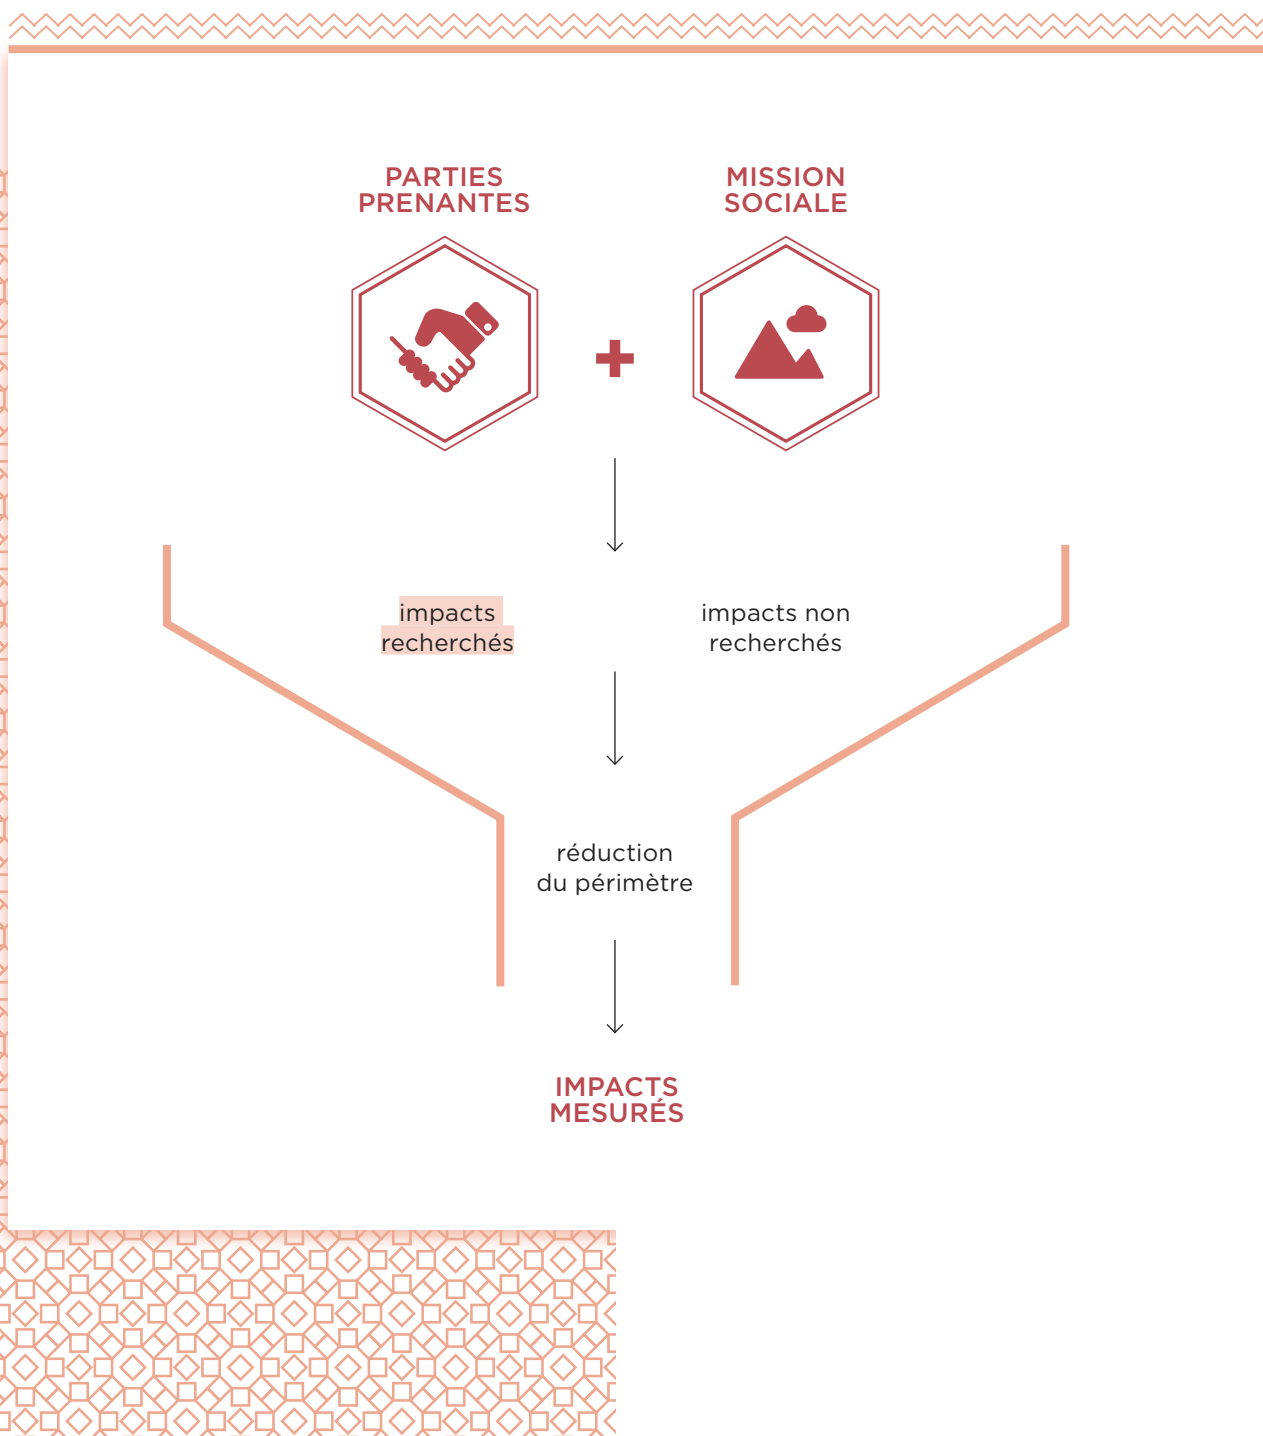 PARTIES
PRENANTES
MISSION
SOCIALE
impacts
recherchés
impacts non
recherchés
réduction
du périmètre
IMPACTS
MESURÉS